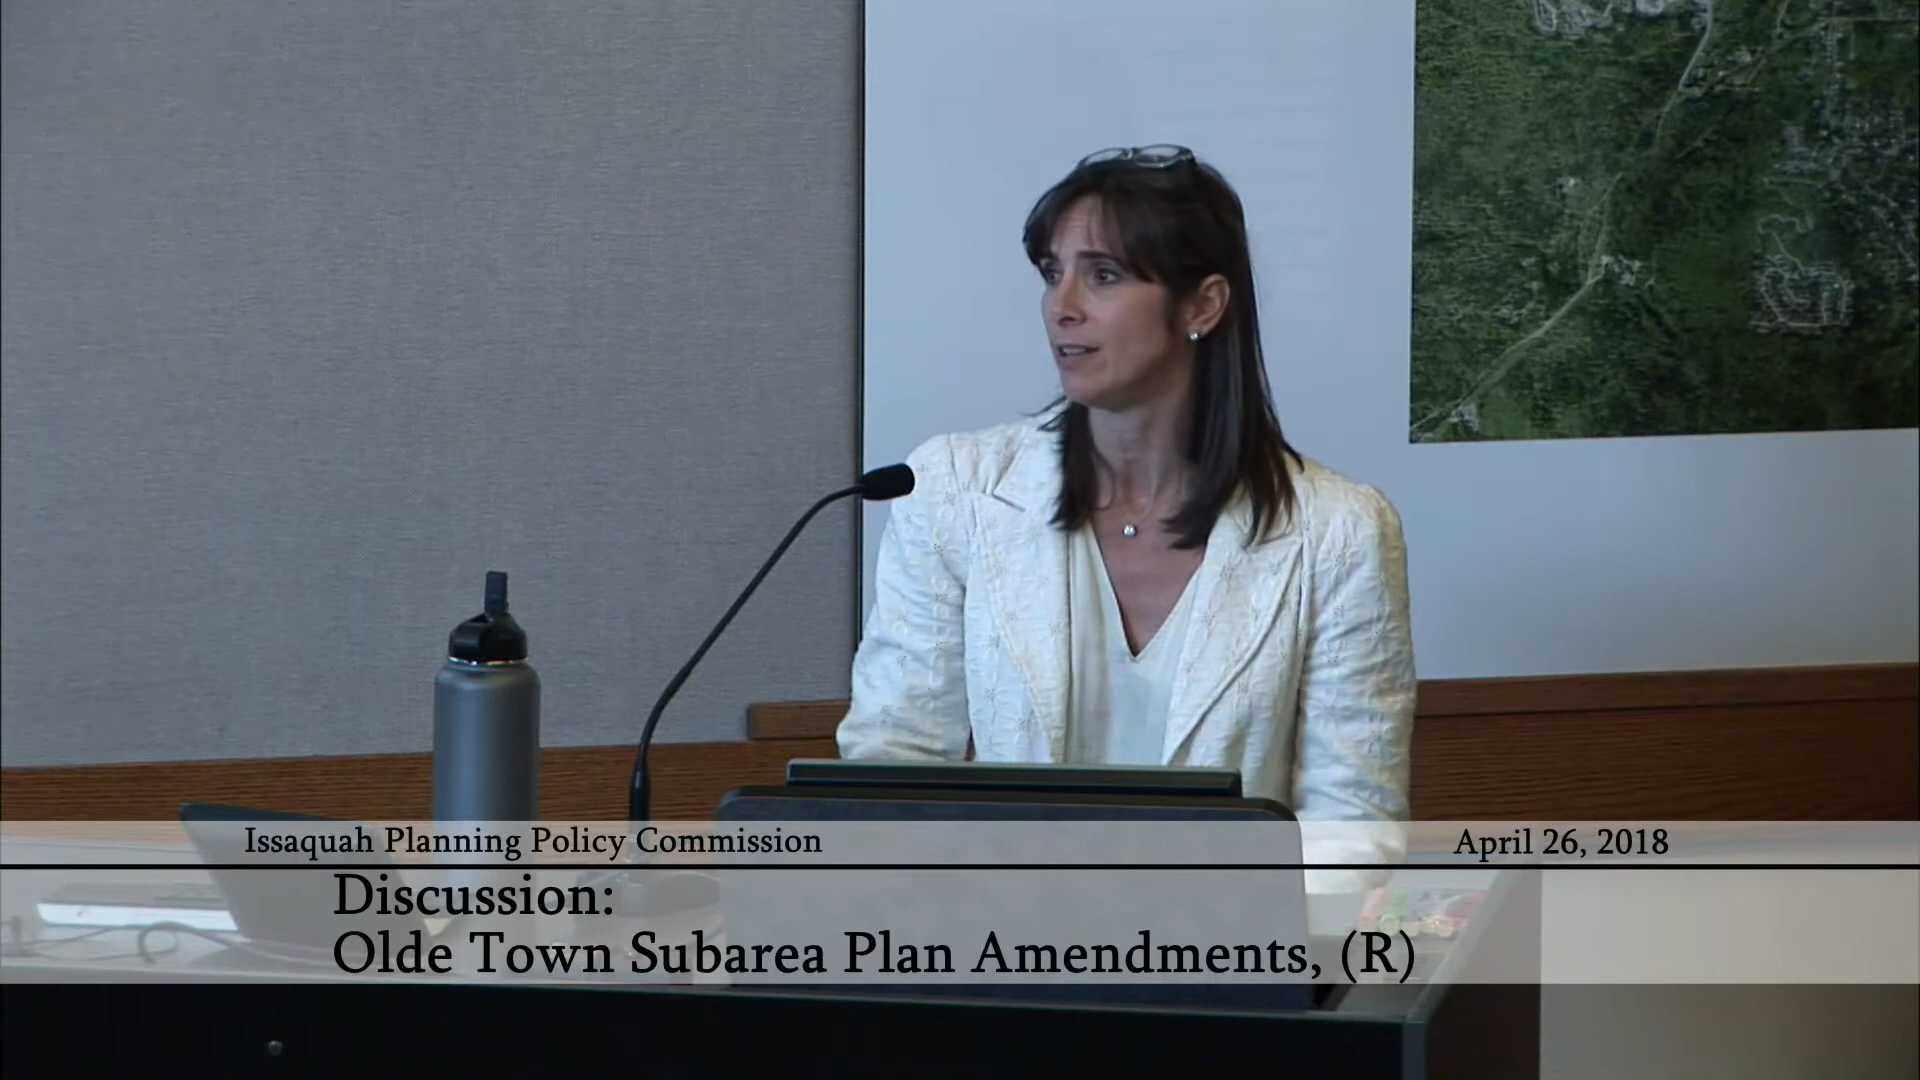 Issaquah Planning Policy Commission
April 26, 2018
Discussion:
Olde Town Subarea Plan Amendments, (R)